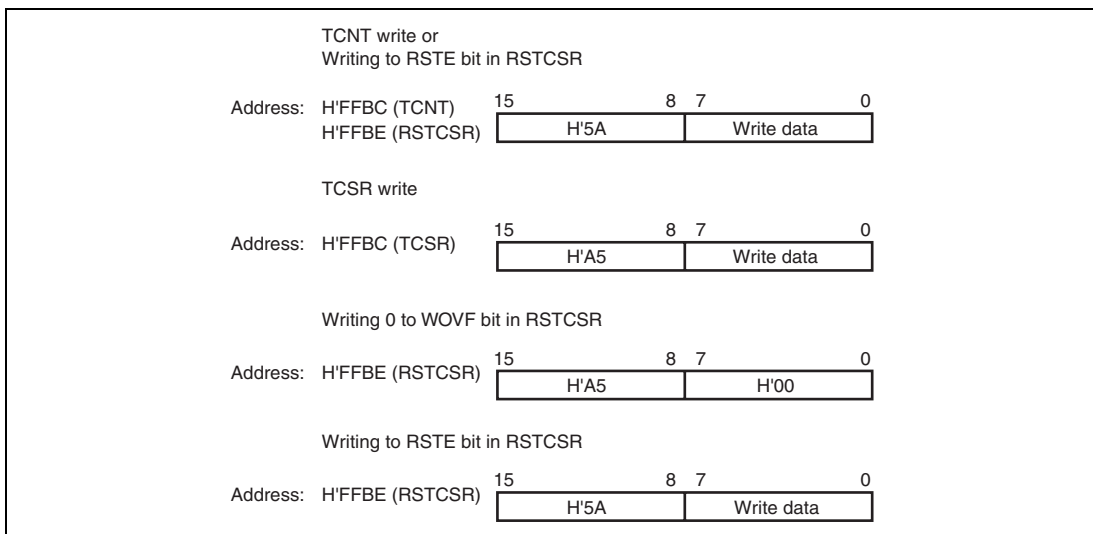 TCNT write or
Writing to RSTE bit in RSTCSR
15 8 7 0
Address: H'FFBC (TCNT)
H'FFBE (RSTCSR)
H'5A Write data
TCSR write
15 8 7 0
Address: H'FFBC (TCSR)
H'A5 Write data
Writing 0 to WOVF bit in RSTCSR
15 8 7 0
Address: H'FFBE (RSTCSR)
H'A5 H'00
Writing to RSTE bit in RSTCSR
15 8 7 0
Address: H'FFBE (RSTCSR)
H'5A Write data